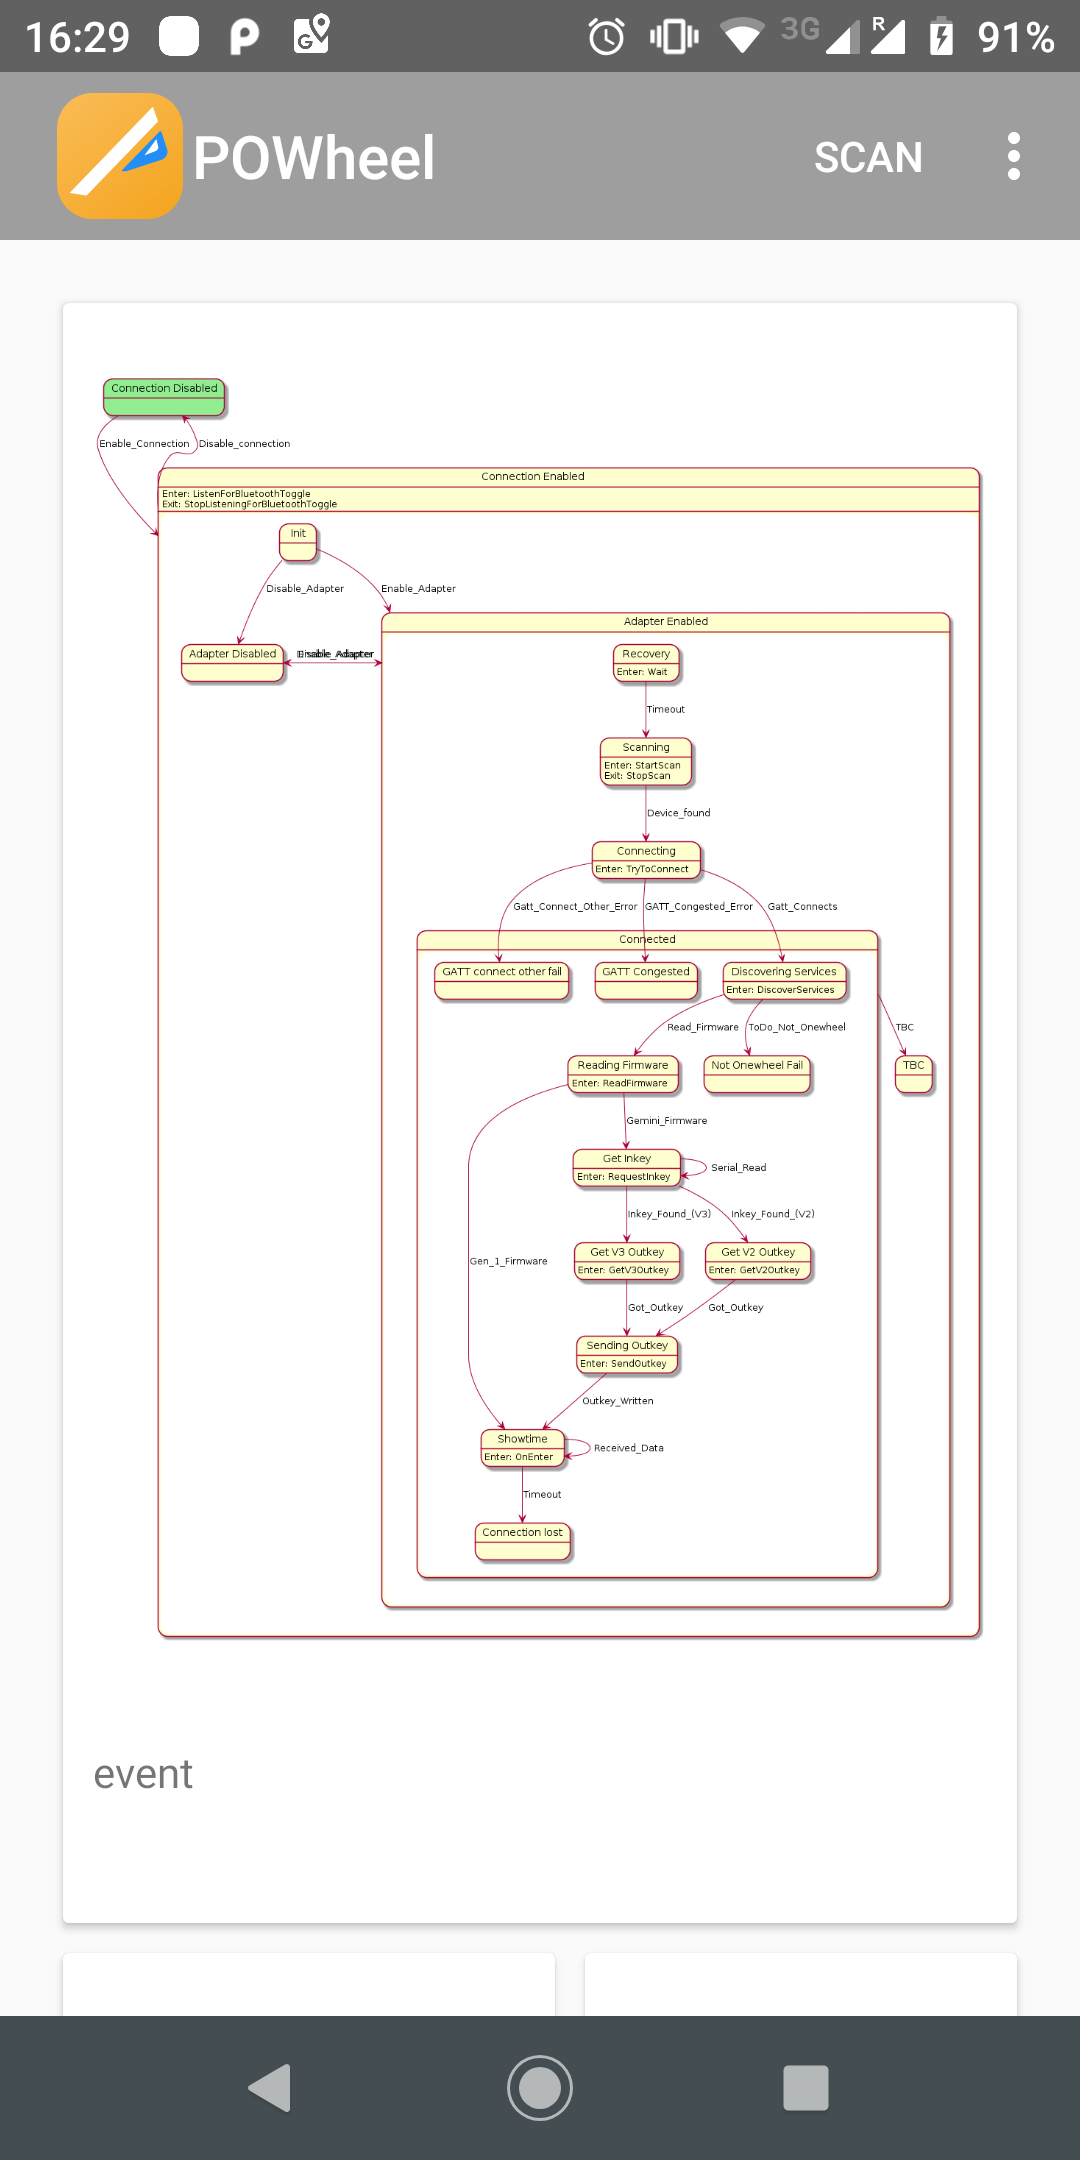 16:29
3G
R
91%
POWheel
SCAN
Connection Disabled
Enable_Connection
Disable_connection
Connection Enabled
Enter: ListenForBluetoothToggle
Exit: StopListeningForBluetoothToggle
Init
Disable_Adapter
Enable_Adapter
Adapter Enabled
Adapter Disabled
Recovery
Enter: Wait
Timeout
Scanning
Enter: StartScan
Exit: StopScan
Device_found
Connecting
Enter: TryToConnect
Gatt_Connect_Other_Error
GATT_Congested_Error
Gatt_Connects
Connected
GATT connect other fail
GATT Congested
Discovering Services
Enter: DiscoverServices
Read_Firmware
ToDo_Not_Onewheel
TBC
Reading Firmware
Enter: ReadFirmware
Not Onewheel Fail
TBC
Gemini_Firmware
Get Inkey
Enter: RequestInkey
Serial_Read
Inkey_Found_(V3)
Inkey_Found_(V2)
Get V3 Outkey
Enter: GetV3Outkey
Get V2 Outkey
Enter: GetV2Outkey
Gen_1_Firmware
Got_Outkey
Got_Outkey
Sending Outkey
Enter: SendOutkey
Outkey_Written
Showtime
Enter: OnEnter
Received_Data
Timeout
Connection lost
event